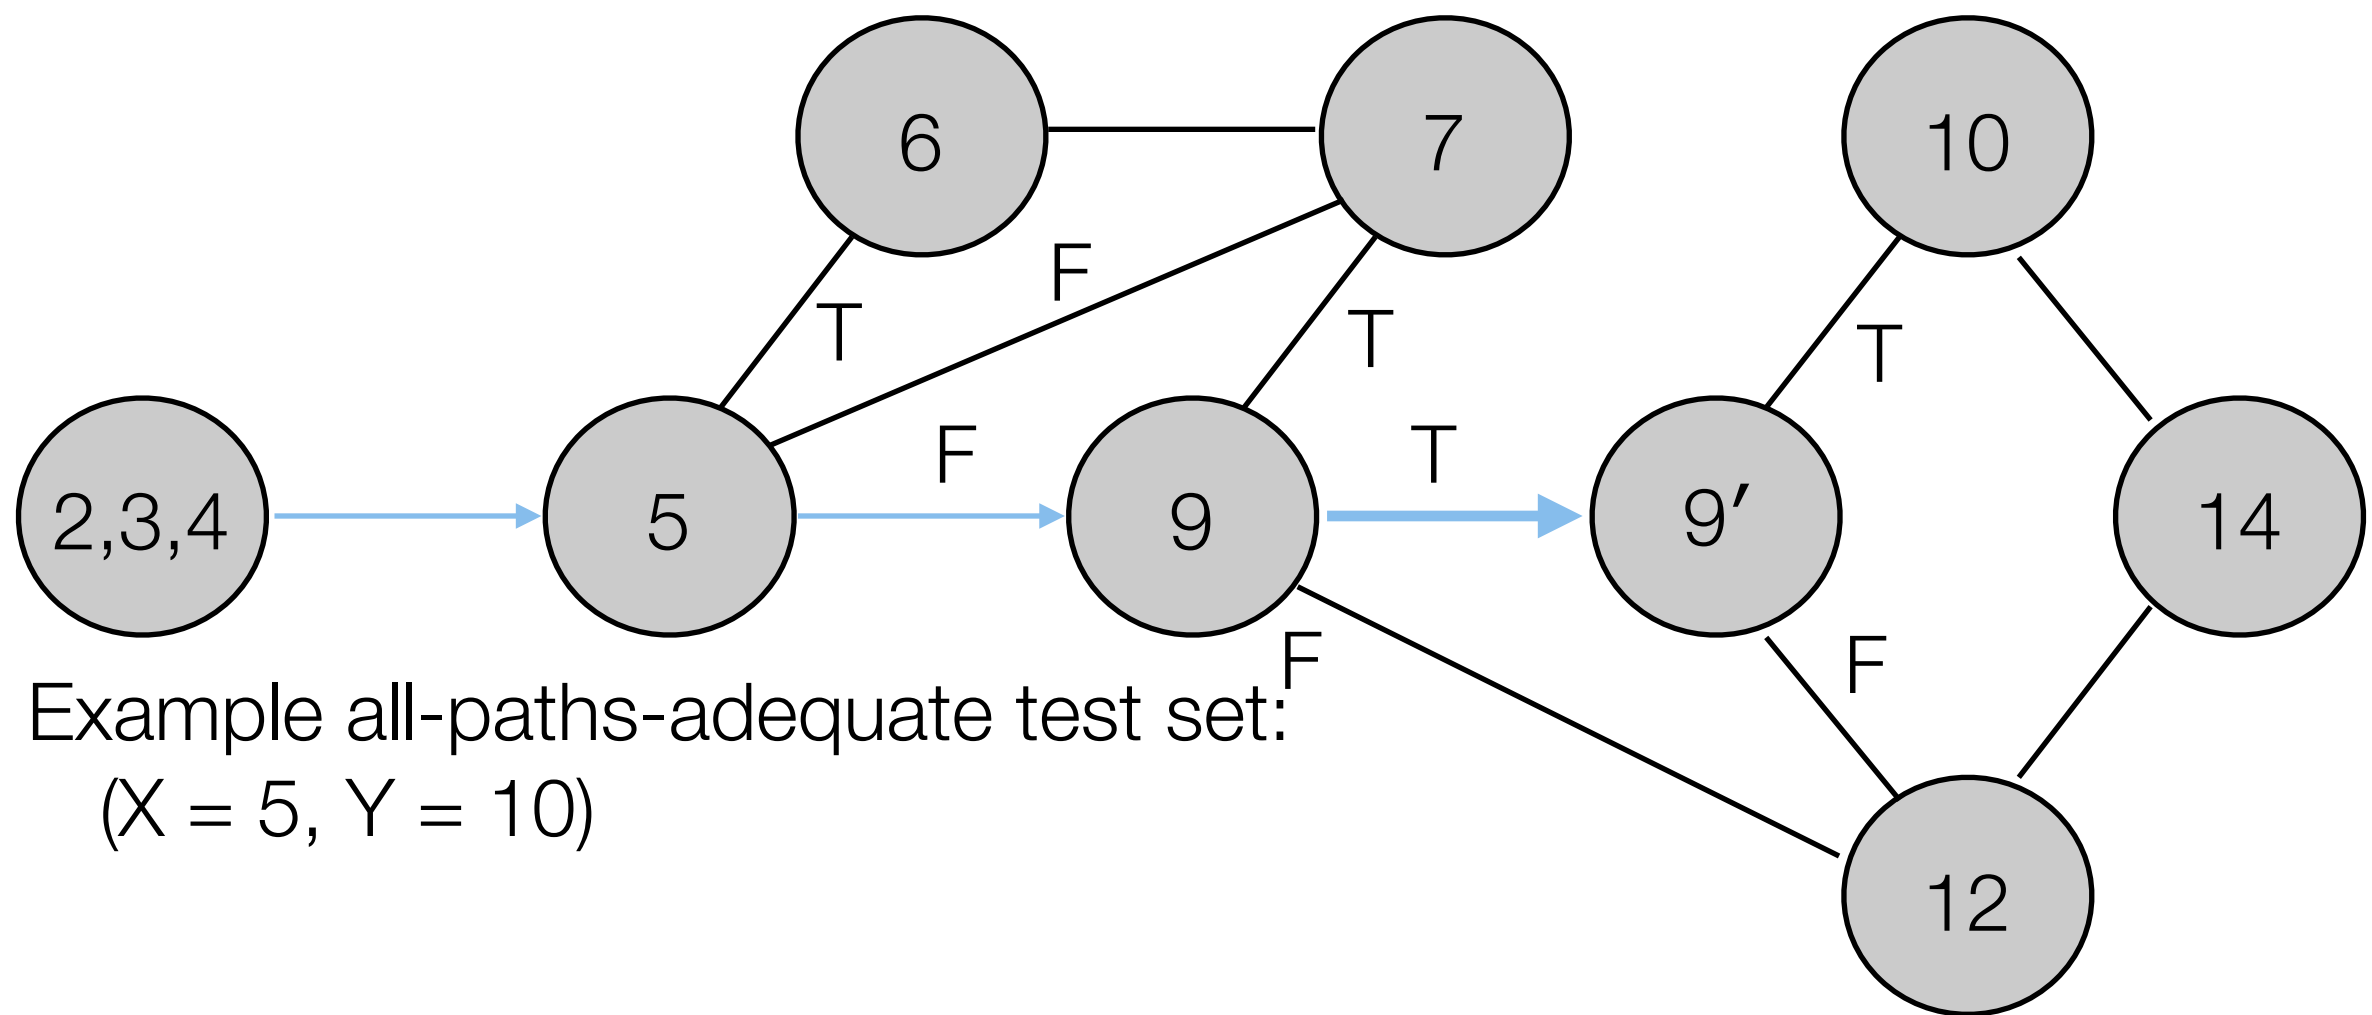 6
7
10
F
T
T
T
F
T
2,3,4
5
9
9′
14
F
F
Example all-paths-adequate test set:
(X = 5, Y = 10)
12